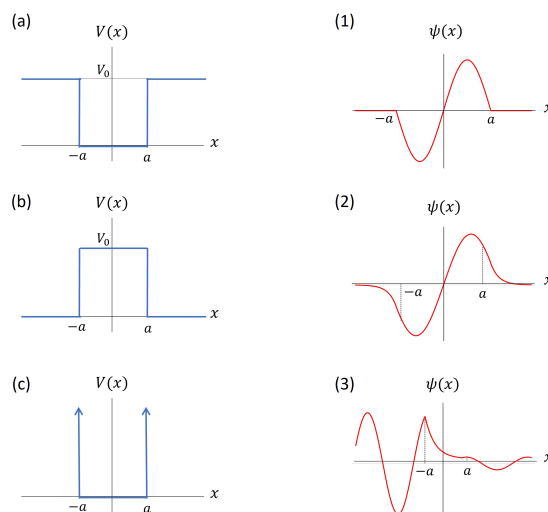 (a)
V(x)
V₀
−a
a
x
(b)
V(x)
V₀
−a
a
x
(c)
V(x)
−a
a
x
(1)
ψ(x)
−a
a
x
(2)
ψ(x)
−a
a
x
(3)
ψ(x)
−a
a
x